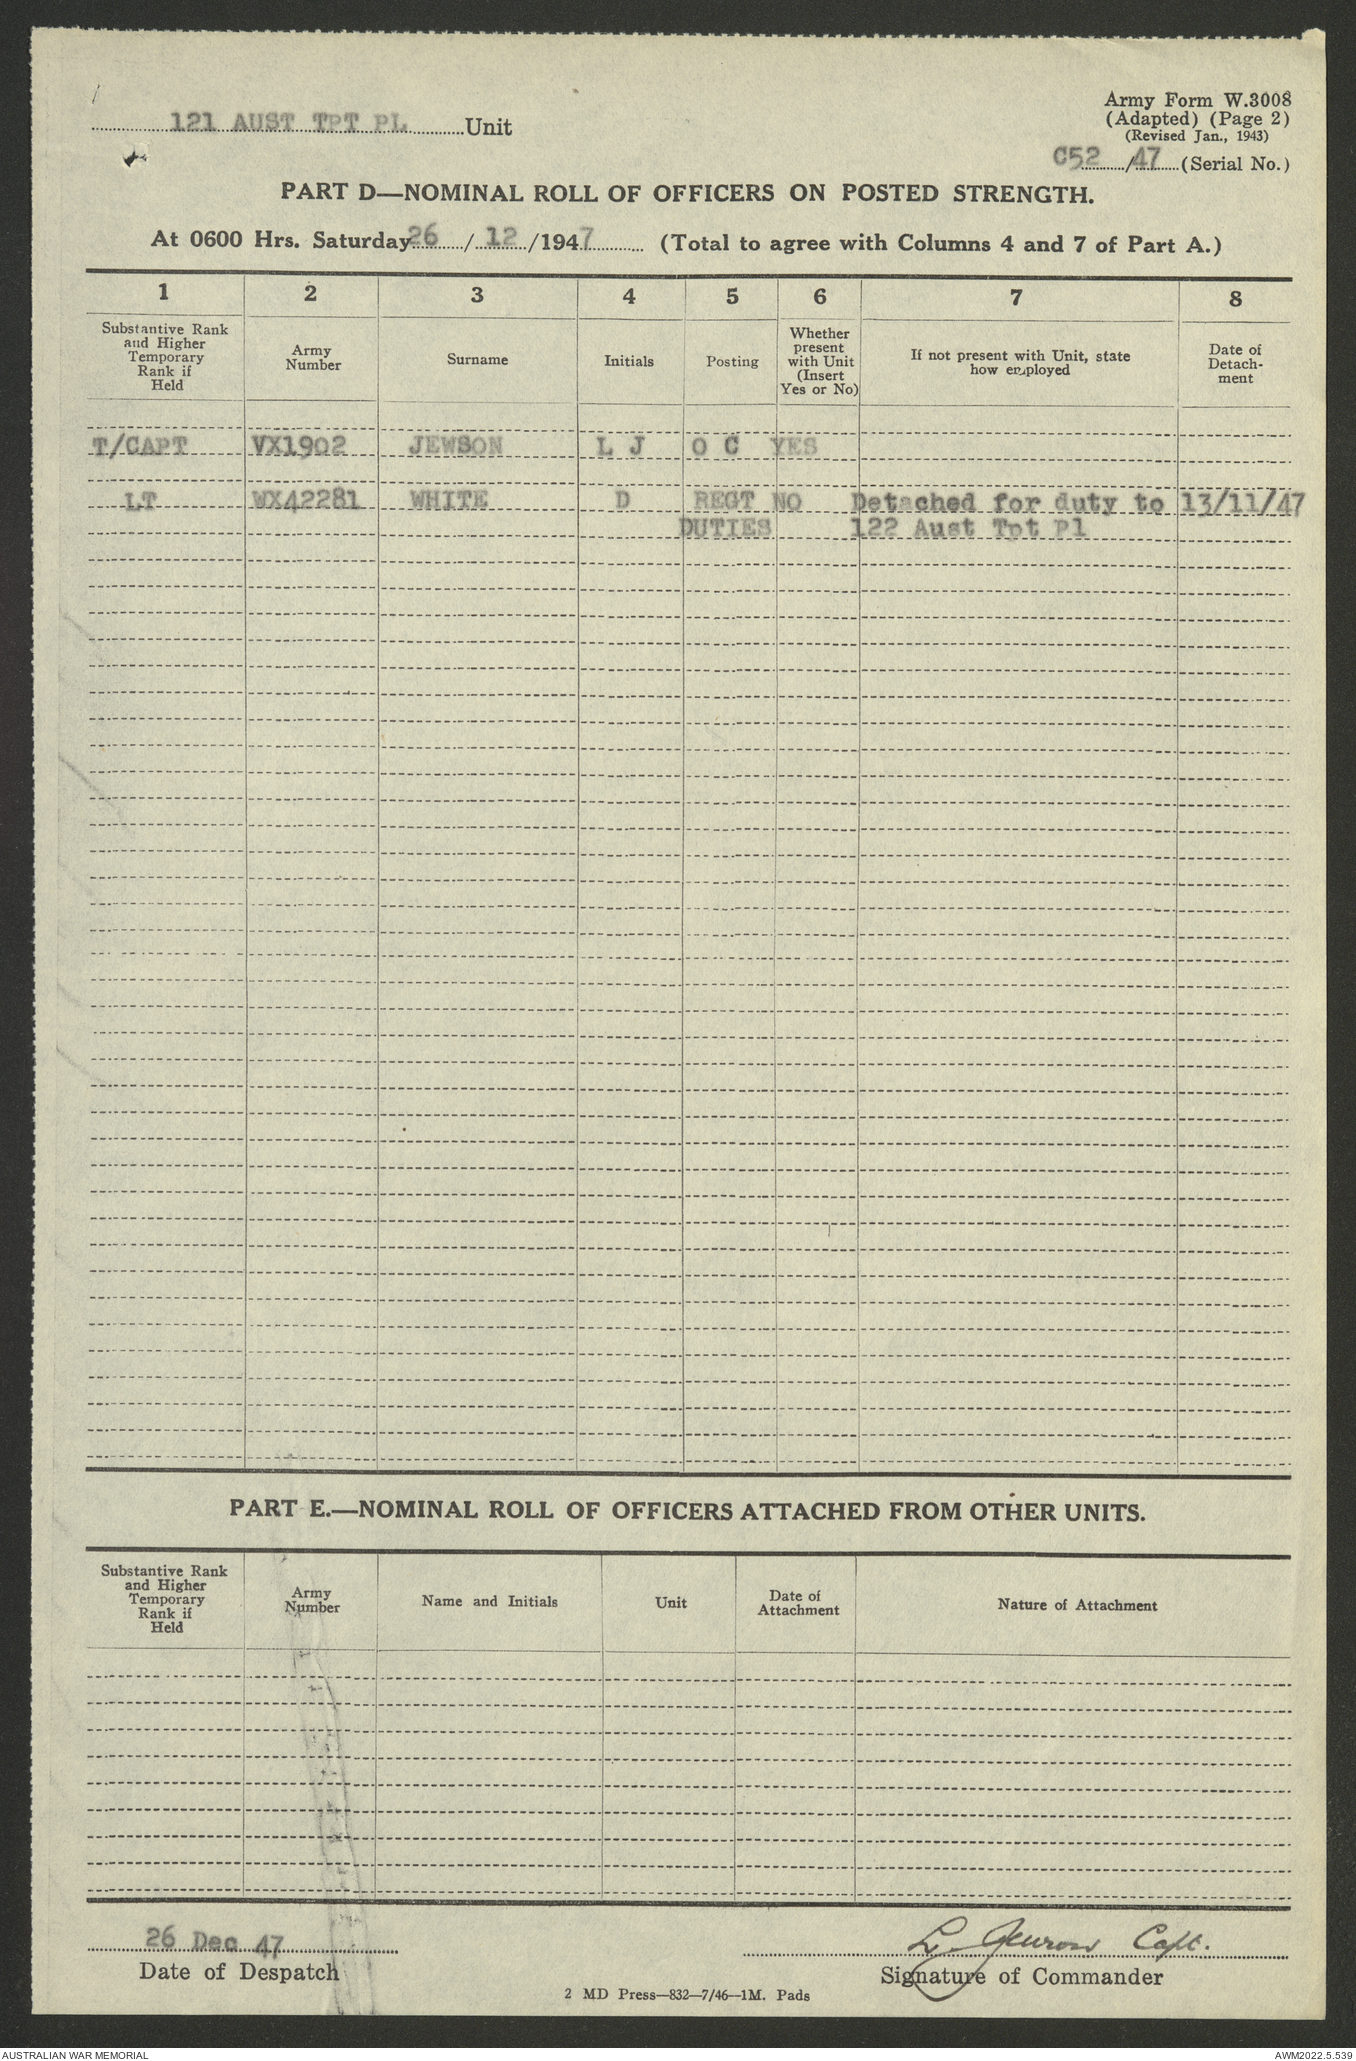 121 AUST TPT PL Unit
Army Form W.3008
(Adapted) (Page 2)
(Revised Jan., 1943)
C52/47 (Serial No.)
PART D—NOMINAL ROLL OF OFFICERS ON POSTED STRENGTH.
At 0600 Hrs. Saturday 26/12/1947 (Total to agree with Columns 4 and 7 of Part A.)
1 2 3 4 5 6 7 8
Substantive Rank and Higher Temporary Rank if Held
Army Number
Surname
Initials
Posting
Whether present with Unit (Insert Yes or No)
If not present with Unit, state how employed
Date of Detach-ment
T/CAPT VX1902 JEWSON L J O C YES
LT WX42281 WHITE D REGT NO Detached for duty to 13/11/47
DUTIES 122 Aust Tpt Pl
PART E.—NOMINAL ROLL OF OFFICERS ATTACHED FROM OTHER UNITS.
Substantive Rank and Higher Temporary Rank if Held
Army Number
Name and Initials
Unit
Date of Attachment
Nature of Attachment
26 Dec 47
Date of Despatch
L. Jewson Capt.
Signature of Commander
2 MD Press—832—7/46—1M. Pads
AUSTRALIAN WAR MEMORIAL
AWM2022.5.539